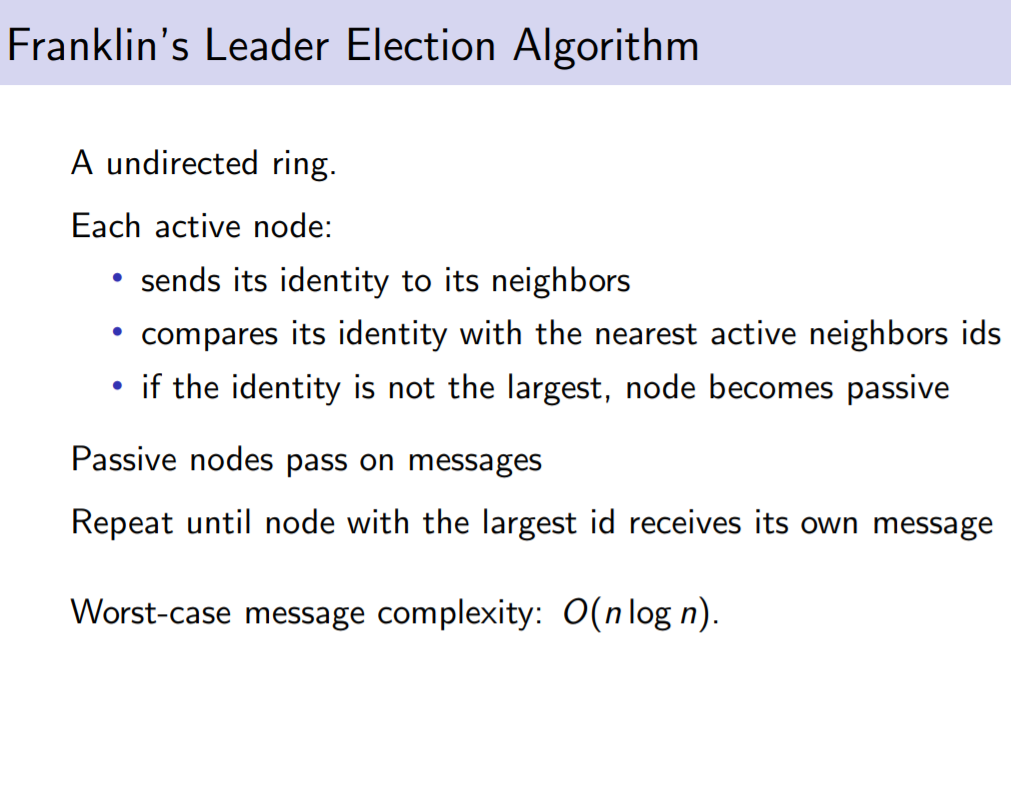 Franklin's Leader Election Algorithm
A undirected ring.
Each active node:
• sends its identity to its neighbors
• compares its identity with the nearest active neighbors ids
• if the identity is not the largest, node becomes passive
Passive nodes pass on messages
Repeat until node with the largest id receives its own message
Worst-case message complexity: O(n log n).